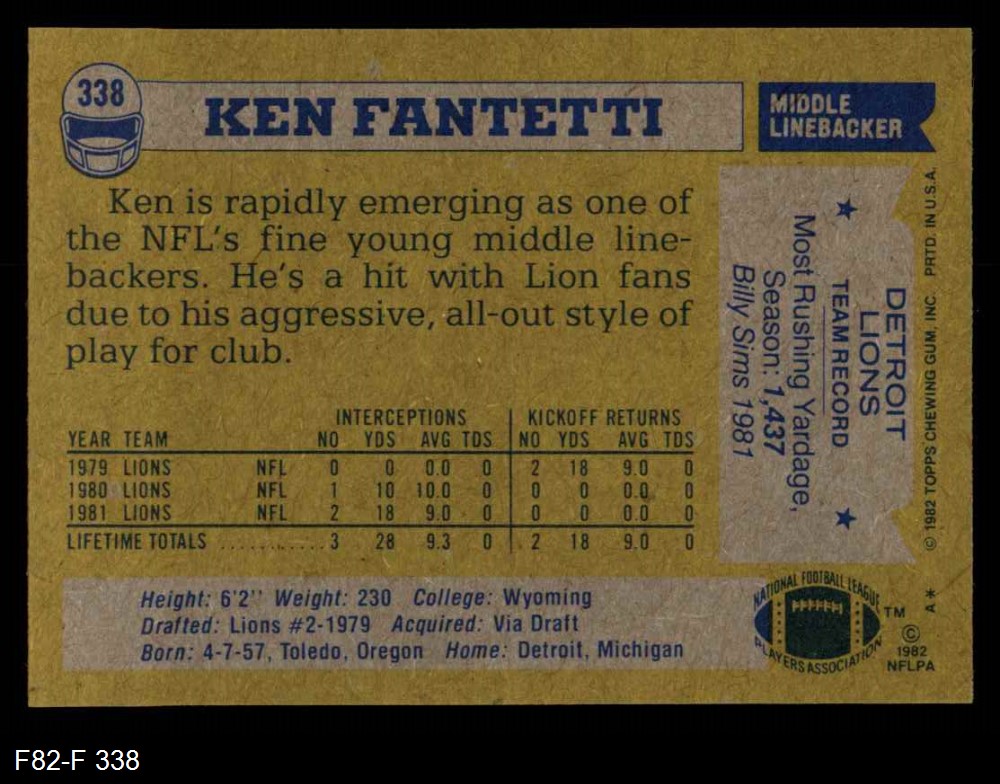 338
KEN FANTETTI
MIDDLE
LINEBACKER
Ken is rapidly emerging as one of
the NFL's fine young middle line-
backers. He's a hit with Lion fans
due to his aggressive, all-out style of
play for club.
INTERCEPTIONS KICKOFF RETURNS
YEAR TEAM NO YDS AVG TDS NO YDS AVG TDS
1979 LIONS NFL 0 0 0.0 0 2 18 9.0 0
1980 LIONS NFL 1 10 10.0 0 0 0 0.0 0
1981 LIONS NFL 2 18 9.0 0 0 0 0.0 0
LIFETIME TOTALS ............ 3 28 9.3 0 2 18 9.0 0
Height: 6'2" Weight: 230 College: Wyoming
Drafted: Lions #2-1979 Acquired: Via Draft
Born: 4-7-57, Toledo, Oregon Home: Detroit, Michigan
DETROIT
LIONS
★ TEAM RECORD ★
Most Rushing Yardage,
Season: 1,437
Billy Sims 1981
© 1982 TOPPS CHEWING GUM, INC. PRTD. IN U.S.A.
A*
NATIONAL FOOTBALL LEAGUE
PLAYERS ASSOCIATION
TM
©
1982
NFLPA
F82-F 338